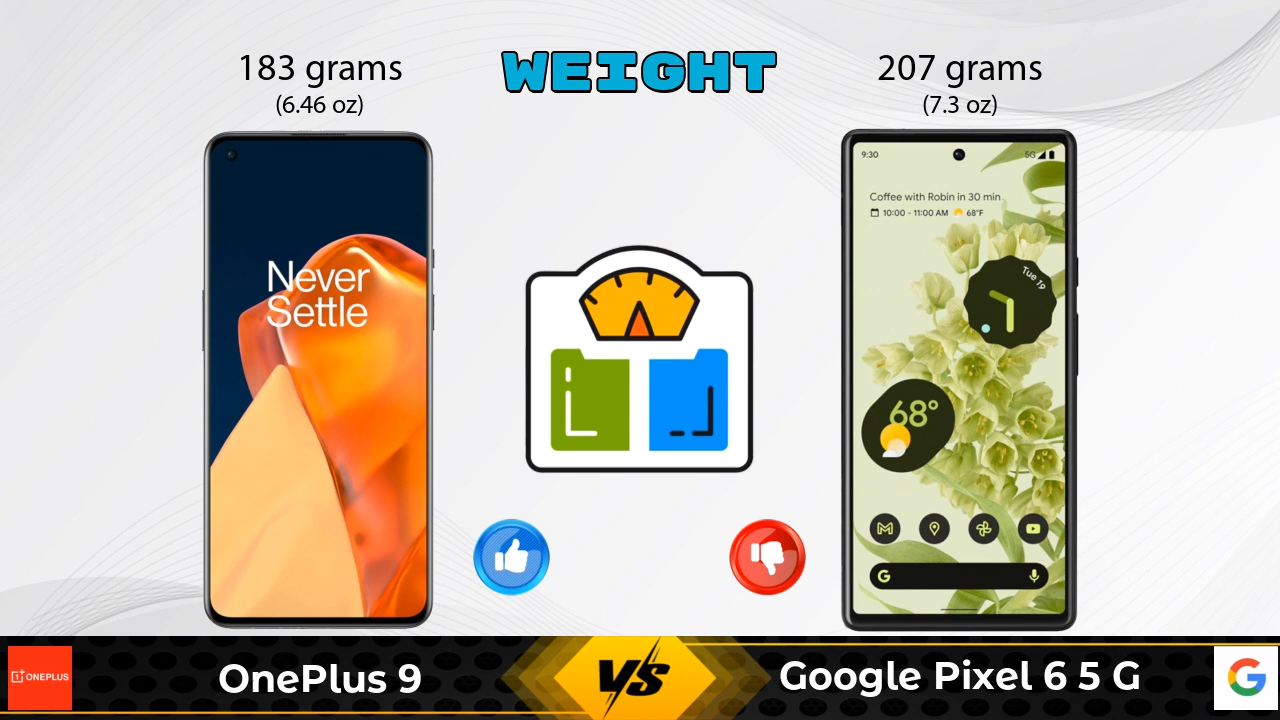 WEIGHT
183 grams
(6.46 oz)
207 grams
(7.3 oz)
Never
Settle
9:30
5G
Coffee with Robin in 30 min
10:00 - 11:00 AM 68°F
Tue 19
68°
G
ONEPLUS
OnePlus 9
VS
Google Pixel 6 5 G
G